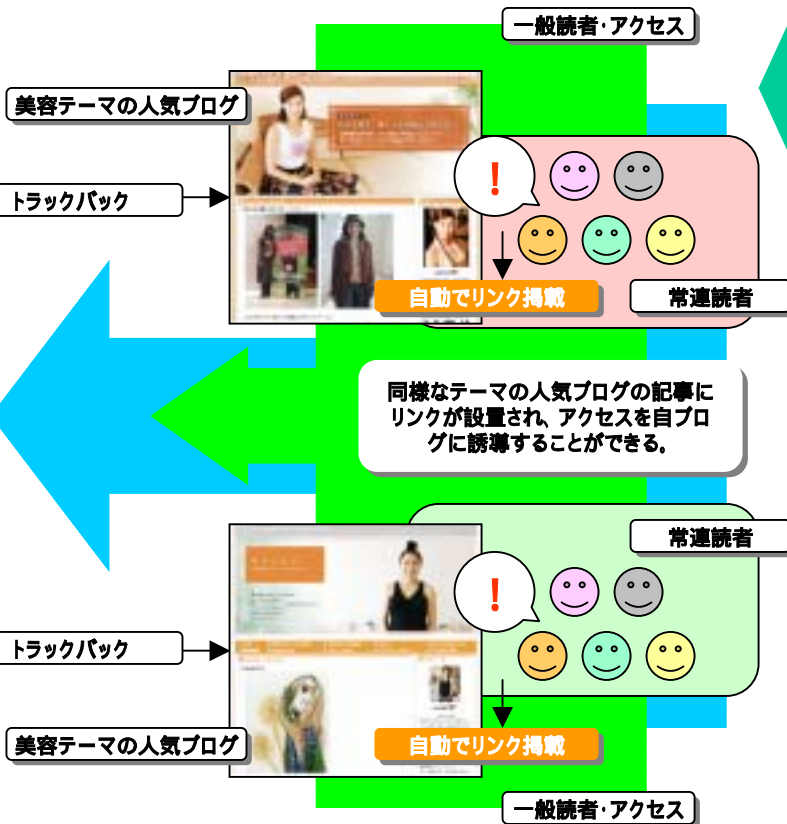 一般読者・アクセス
美容テーマの人気ブログ
!
トラックバック
自動でリンク掲載
常連読者
同様なテーマの人気ブログの記事に
リンクが設置され、アクセスを自ブロ
グに誘導することができる。
常連読者
!
トラックバック
美容テーマの人気ブログ
自動でリンク掲載
一般読者・アクセス